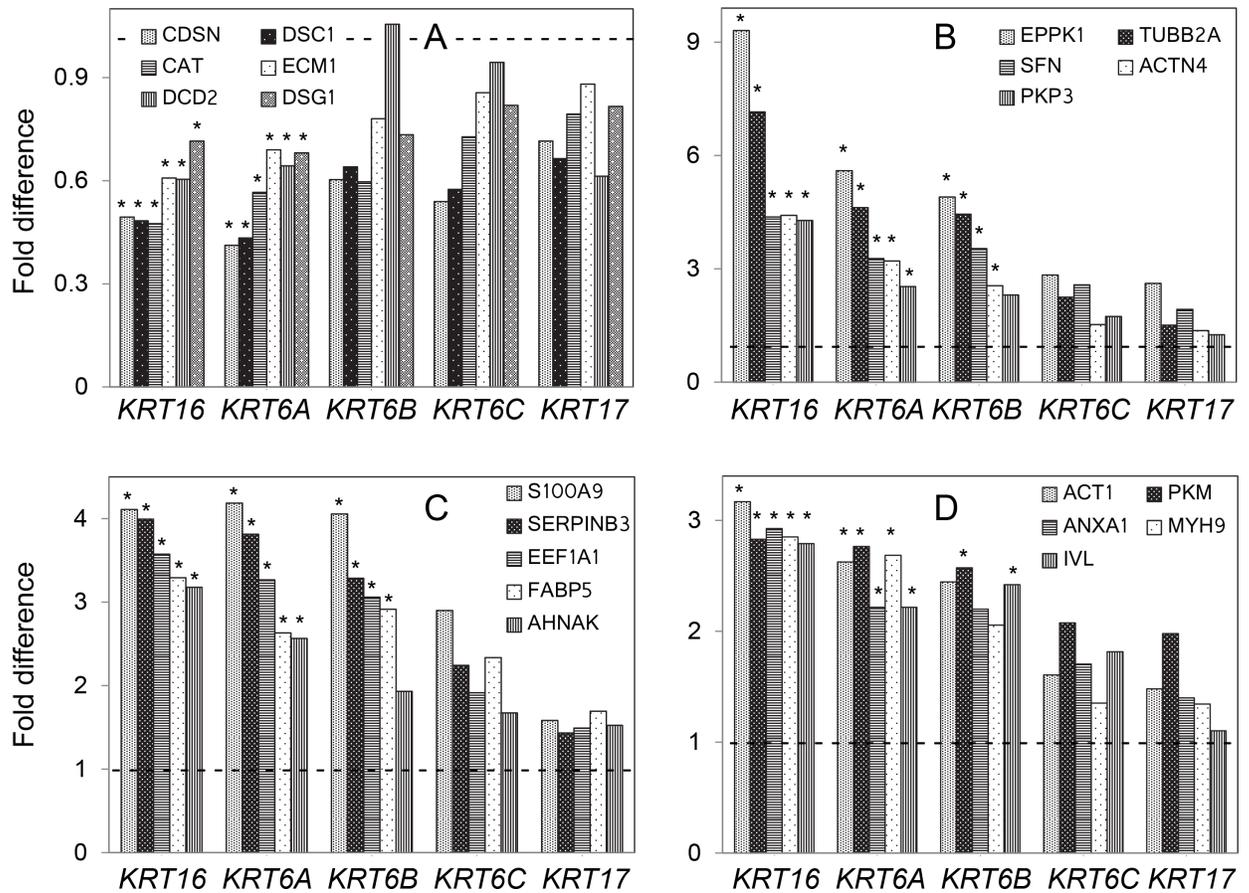 A
CDSN DSC1
CAT ECM1
DCD2 DSG1
Fold difference
0.9
0.6
0.3
0
* * * * * *
* * * * * *
KRT16 KRT6A KRT6B KRT6C KRT17
B
EPPK1 TUBB2A
SFN ACTN4
PKP3
9
6
3
0
* * * * *
* * * * *
* * * *
KRT16 KRT6A KRT6B KRT6C KRT17
C
S100A9
SERPINB3
EEF1A1
FABP5
AHNAK
Fold difference
4
3
2
1
0
* * * * *
* * * * *
* * * *
KRT16 KRT6A KRT6B KRT6C KRT17
D
ACT1 PKM
ANXA1 MYH9
IVL
3
2
1
0
* * * * *
* * * * *
* *
KRT16 KRT6A KRT6B KRT6C KRT17